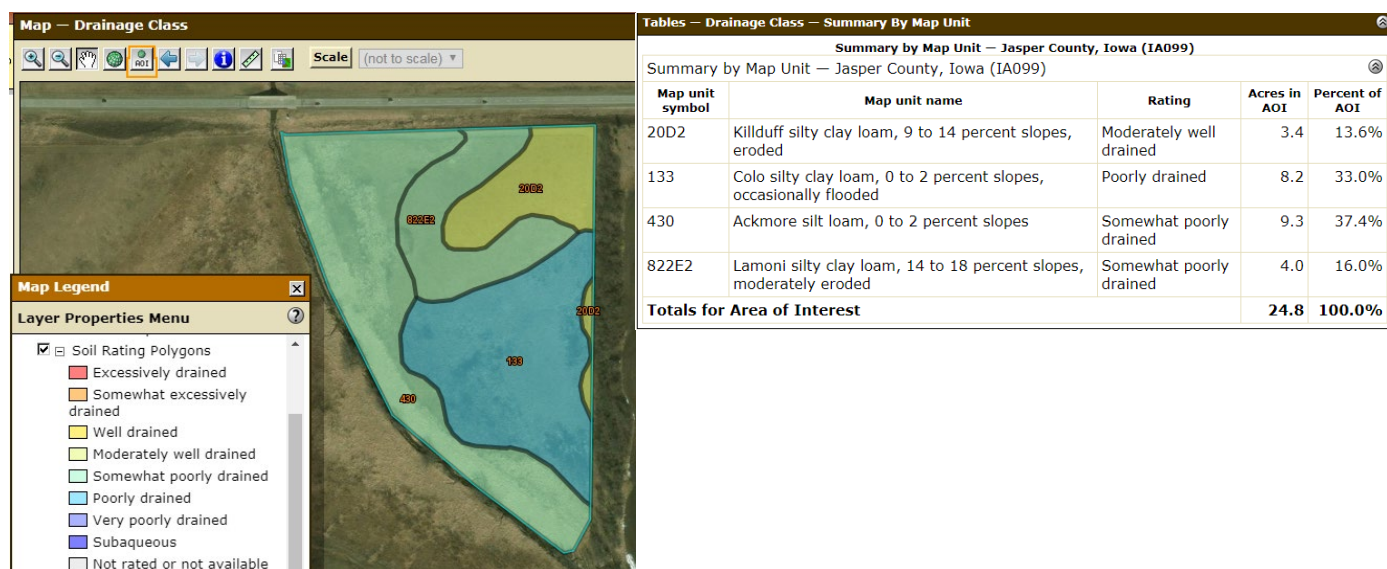 Map — Drainage Class
AOI
Scale
(not to scale)
20D2
822E2
20D2
133
430
Map Legend
Layer Properties Menu
Soil Rating Polygons
Excessively drained
Somewhat excessively
drained
Well drained
Moderately well drained
Somewhat poorly drained
Poorly drained
Very poorly drained
Subaqueous
Not rated or not available
Tables — Drainage Class — Summary By Map Unit
Summary by Map Unit — Jasper County, Iowa (IA099)
Summary by Map Unit — Jasper County, Iowa (IA099)
Map unit symbol Map unit name Rating Acres in AOI Percent of AOI
20D2 Killduff silty clay loam, 9 to 14 percent slopes, eroded Moderately well drained 3.4 13.6%
133 Colo silty clay loam, 0 to 2 percent slopes, occasionally flooded Poorly drained 8.2 33.0%
430 Ackmore silt loam, 0 to 2 percent slopes Somewhat poorly drained 9.3 37.4%
822E2 Lamoni silty clay loam, 14 to 18 percent slopes, moderately eroded Somewhat poorly drained 4.0 16.0%
Totals for Area of Interest 24.8 100.0%